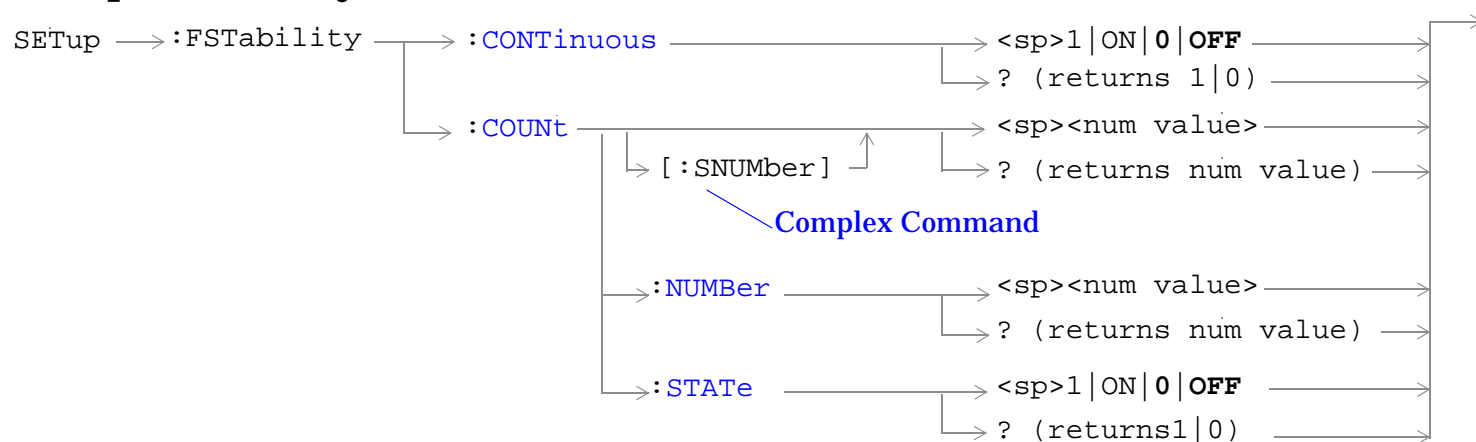 SETup :FSTability :CONTinuous <sp>1|ON|0|OFF
? (returns 1|0)
:COUNt <sp><num value>
[:SNUMber] ? (returns num value)
Complex Command
:NUMBer <sp><num value>
? (returns num value)
:STATe <sp>1|ON|0|OFF
? (returns1|0)